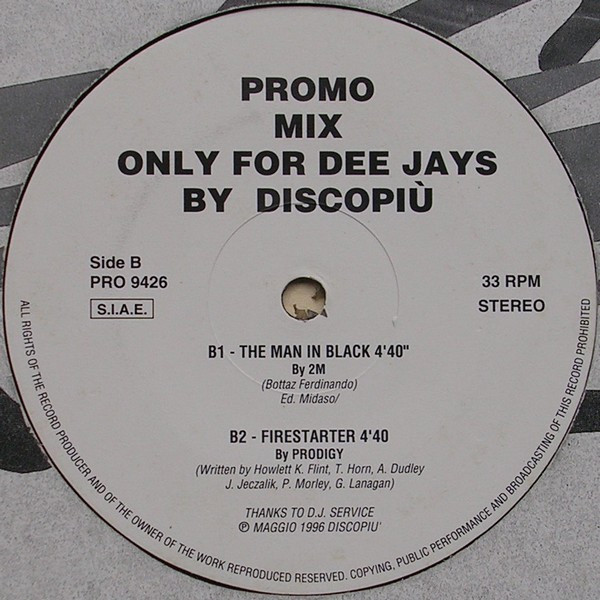 PROMO
MIX
ONLY FOR DEE JAYS
BY DISCOPIÙ
Side B
PRO 9426
S.I.A.E.
33 RPM
STEREO
B1 - THE MAN IN BLACK 4'40"
By 2M
(Bottaz Ferdinando)
Ed. Midaso/
B2 - FIRESTARTER 4'40
By PRODIGY
(Written by Howlett K. Flint, T. Horn, A. Dudley
J. Jeczalik, P. Morley, G. Lanagan)
THANKS TO D.J. SERVICE
℗ MAGGIO 1996 DISCOPIU'
ALL RIGHTS OF THE RECORD PRODUCER AND OF THE OWNER OF THE WORK REPRODUCED RESERVED. COPYING, PUBLIC PERFORMANCE AND BROADCASTING OF THIS RECORD PROHIBITED